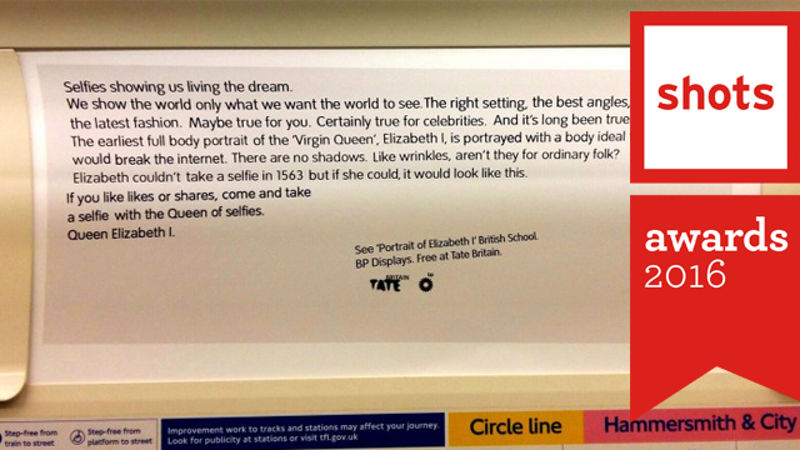 Selfies showing us living the dream.
We show the world only what we want the world to see. The right setting, the best angles,
the latest fashion. Maybe true for you. Certainly true for celebrities. And it's long been true
The earliest full body portrait of the 'Virgin Queen', Elizabeth I, is portrayed with a body ideal
would break the internet. There are no shadows. Like wrinkles, aren't they for ordinary folk?
Elizabeth couldn't take a selfie in 1563 but if she could, it would look like this.
If you like likes or shares, come and take
a selfie with the Queen of selfies.
Queen Elizabeth I.
See 'Portrait of Elizabeth I' British School.
BP Displays. Free at Tate Britain.
BRITAIN
TATE
shots
awards
2016
Step-free from
train to street
Step-free from
platform to street
Improvement work to tracks and stations may affect your journey.
Look for publicity at stations or visit tfl.gov.uk
Circle line
Hammersmith & City